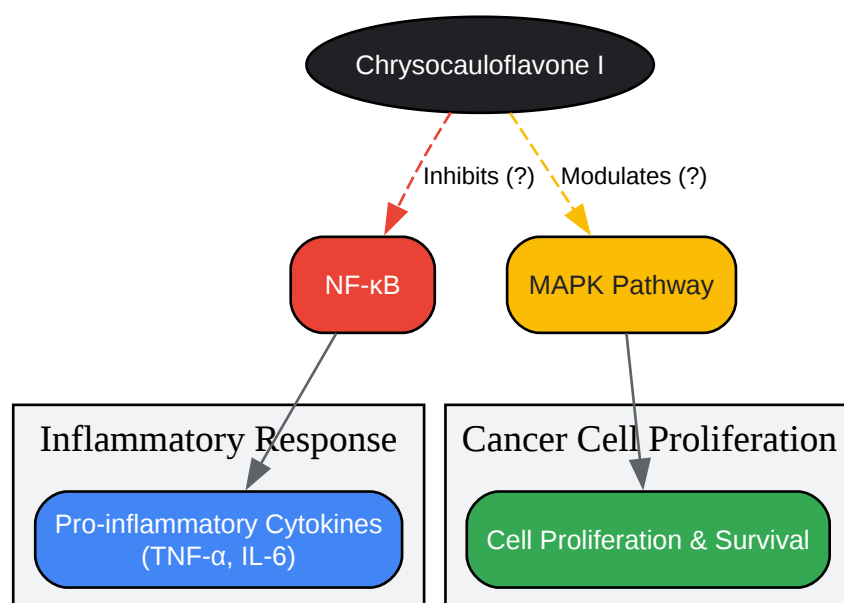 Chrysocauloflavone I
Inhibits (?)
Modulates (?)
NF-κB
MAPK Pathway
Inflammatory Response
Cancer Cell Proliferation
Pro-inflammatory Cytokines
(TNF-α, IL-6)
Cell Proliferation & Survival